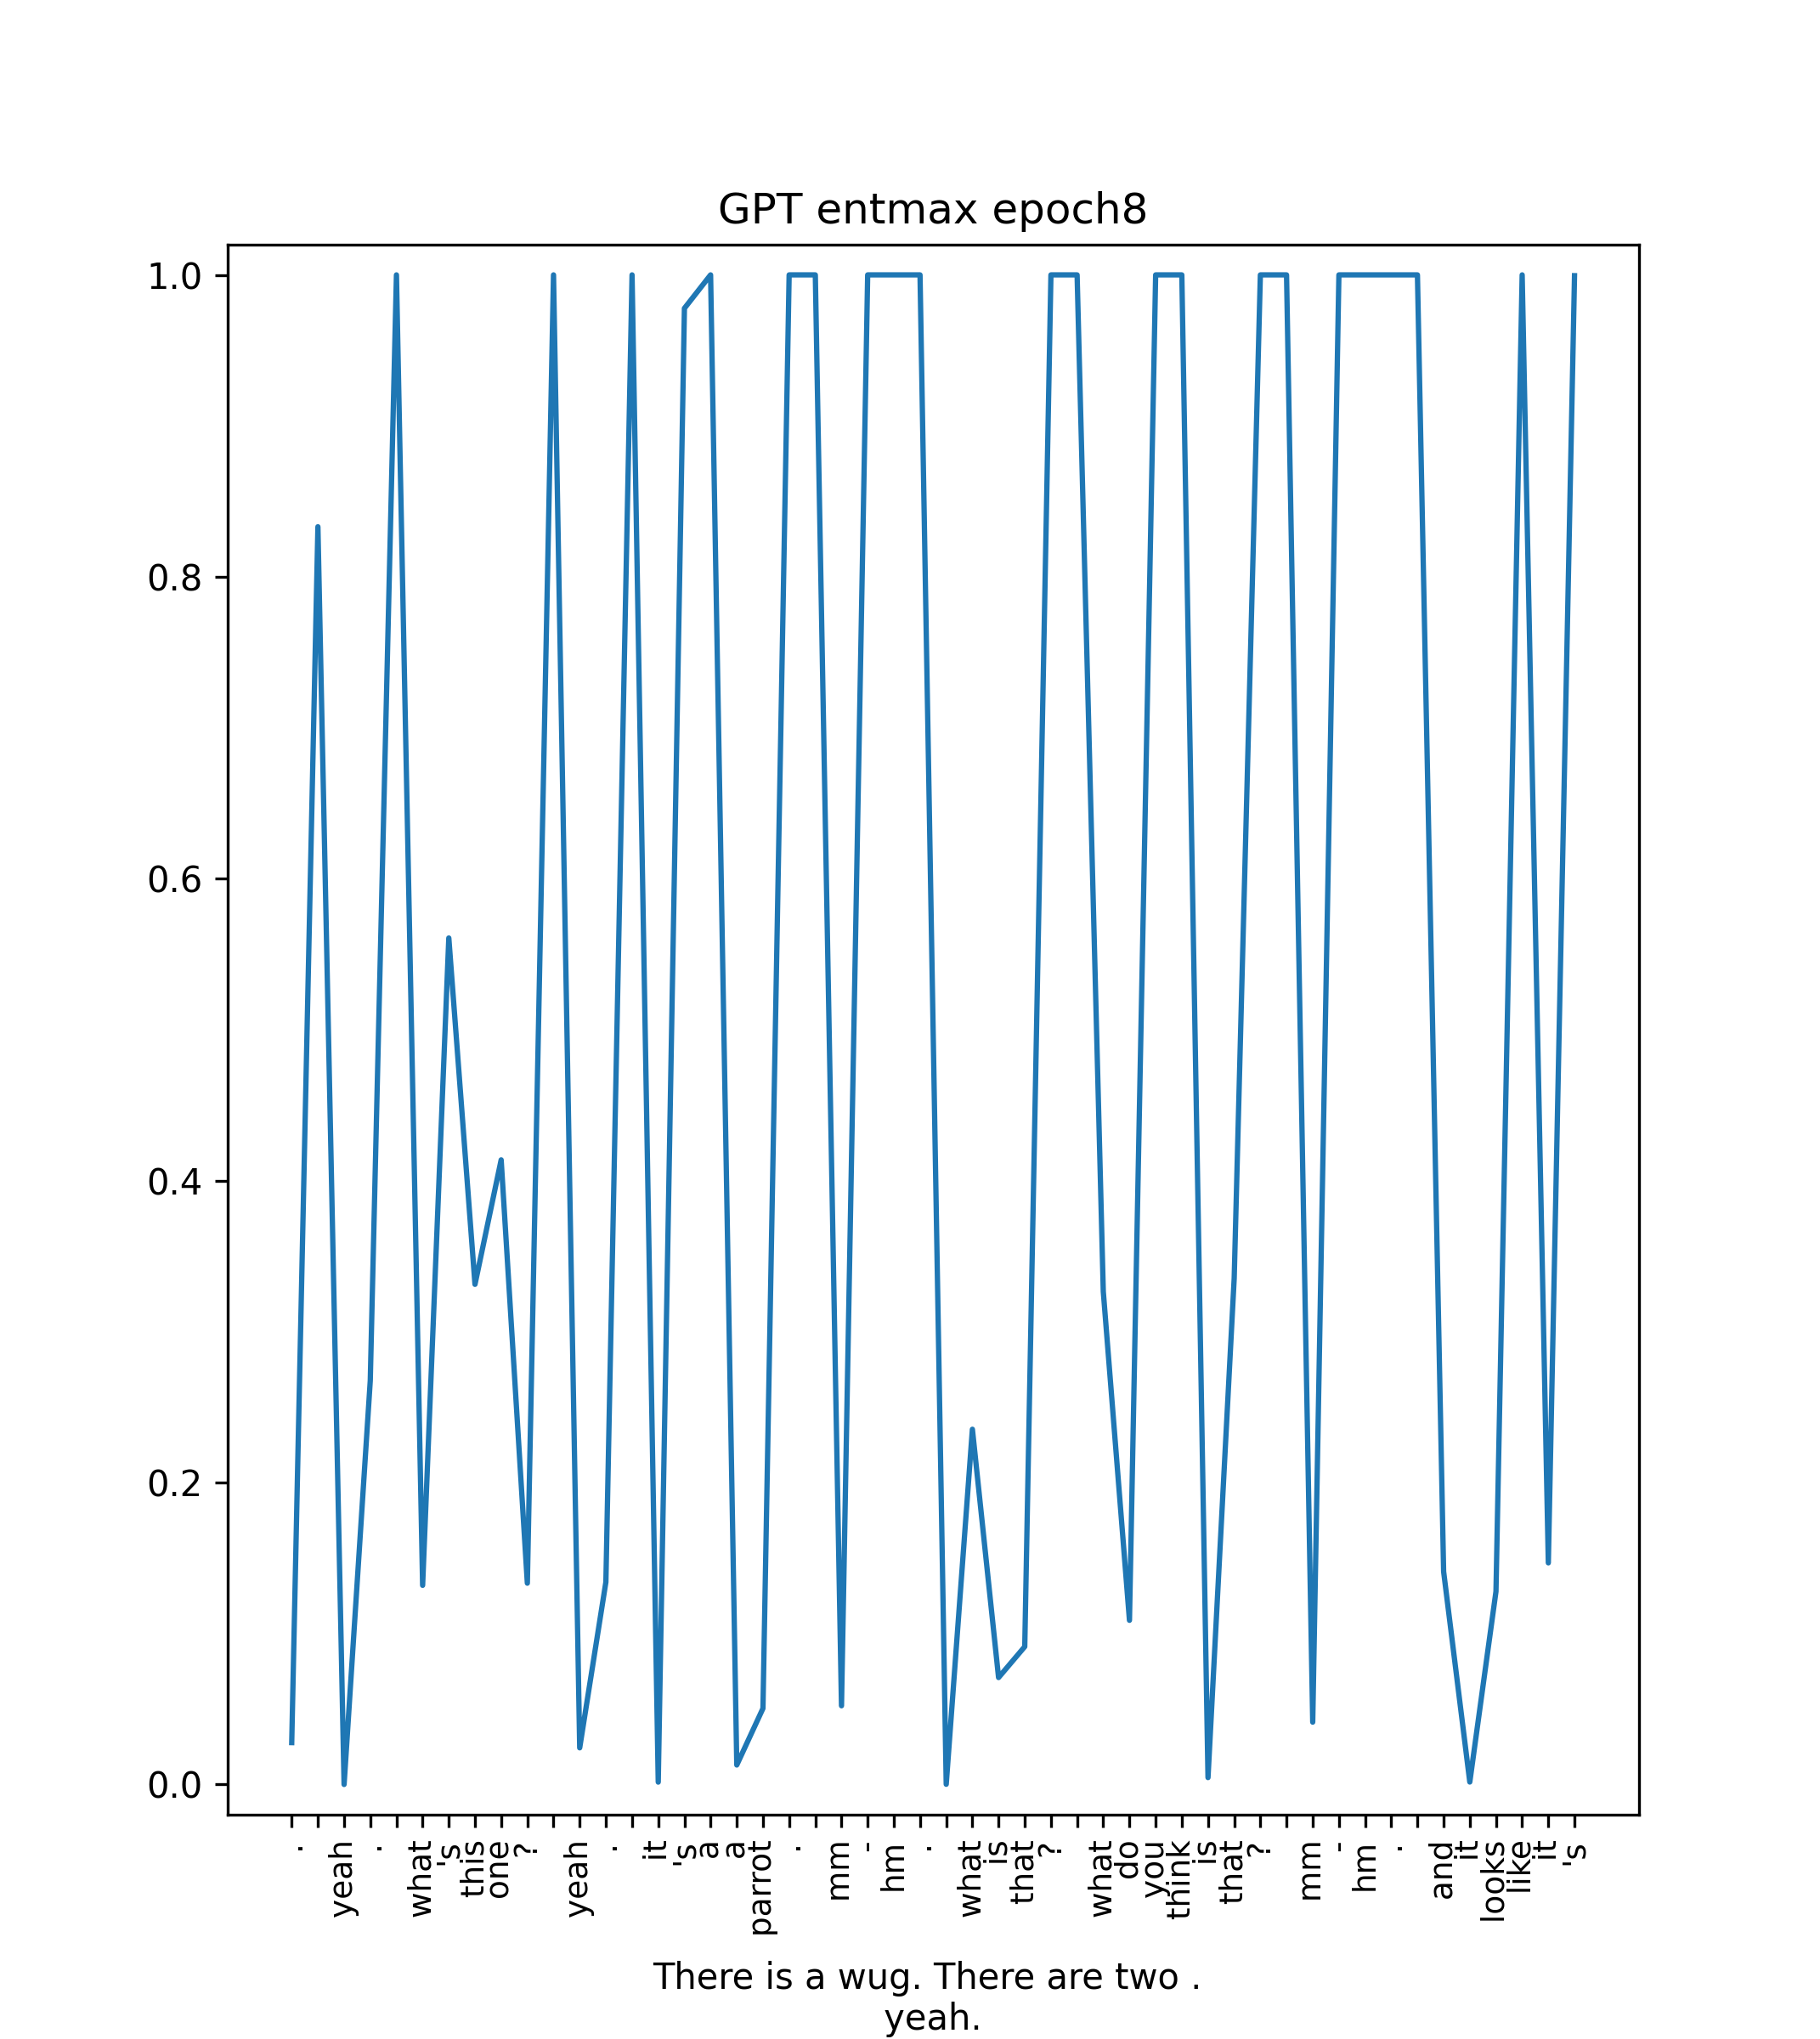 GPT entmax epoch8
1.0
0.8
0.6
0.4
0.2
0.0
. yeah . what 's this one ? yeah . it 's a a parrot . mm - hm . what is that ? what do you think is that ? mm - hm . and it looks like it 's
There is a wug. There are two .
yeah.